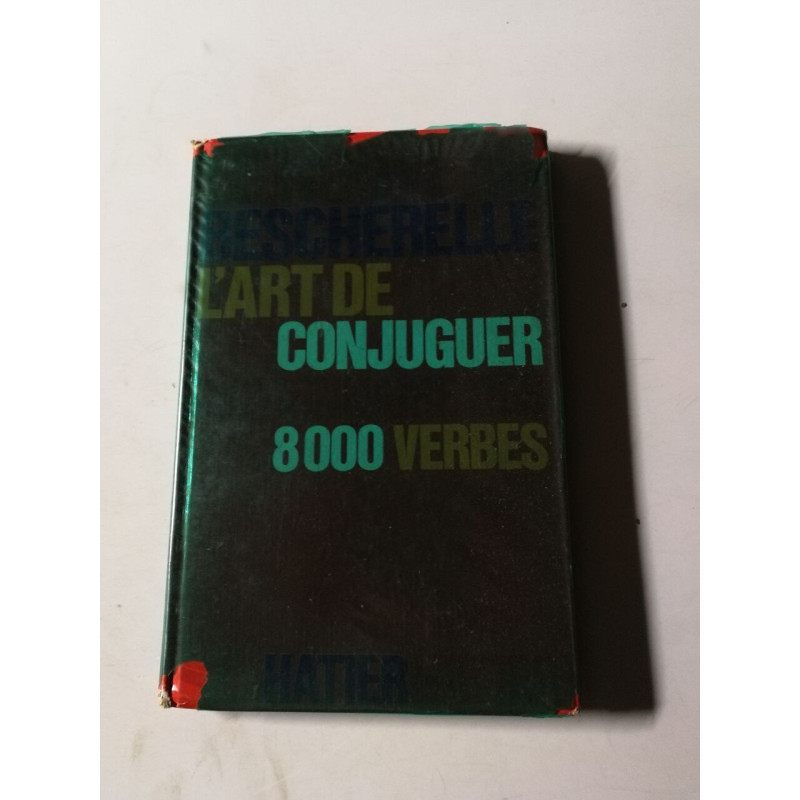 BESCHERELLE
L'ART DE
CONJUGUER
8000 VERBES
HATIER